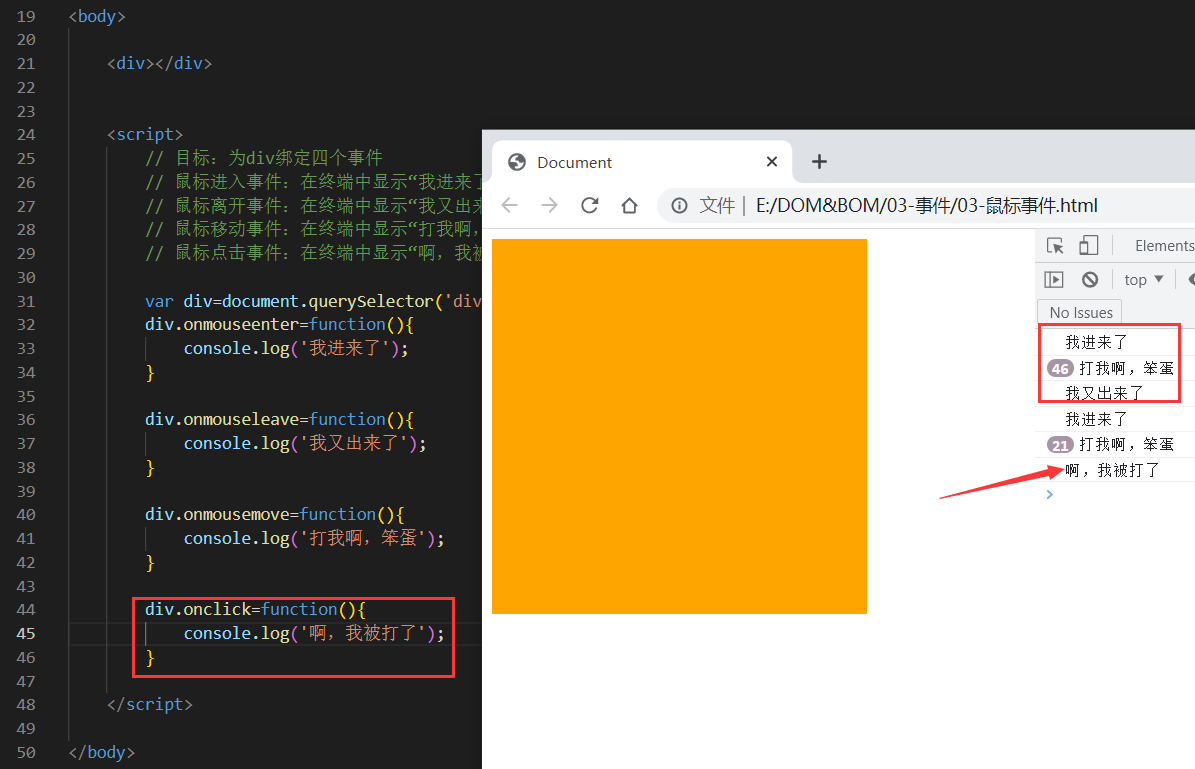 19 <body>
20
21 <div></div>
22
23
24 <script>
25 // 目标：为div绑定四个事件
26 // 鼠标进入事件：在终端中显示“我进来了
27 // 鼠标离开事件：在终端中显示“我又出来
28 // 鼠标移动事件：在终端中显示“打我啊，
29 // 鼠标点击事件：在终端中显示“啊，我被
30
31 var div=document.querySelector('div
32 div.onmouseenter=function(){
33 console.log('我进来了');
34 }
35
36 div.onmouseleave=function(){
37 console.log('我又出来了');
38 }
39
40 div.onmousemove=function(){
41 console.log('打我啊，笨蛋');
42 }
43
44 div.onclick=function(){
45 console.log('啊，我被打了');
46 }
47
48 </script>
49
50 </body>
Document
文件 | E:/DOM&BOM/03-事件/03-鼠标事件.html
Elements
top
No Issues
我进来了
46 打我啊，笨蛋
我又出来了
我进来了
21 打我啊，笨蛋
啊，我被打了